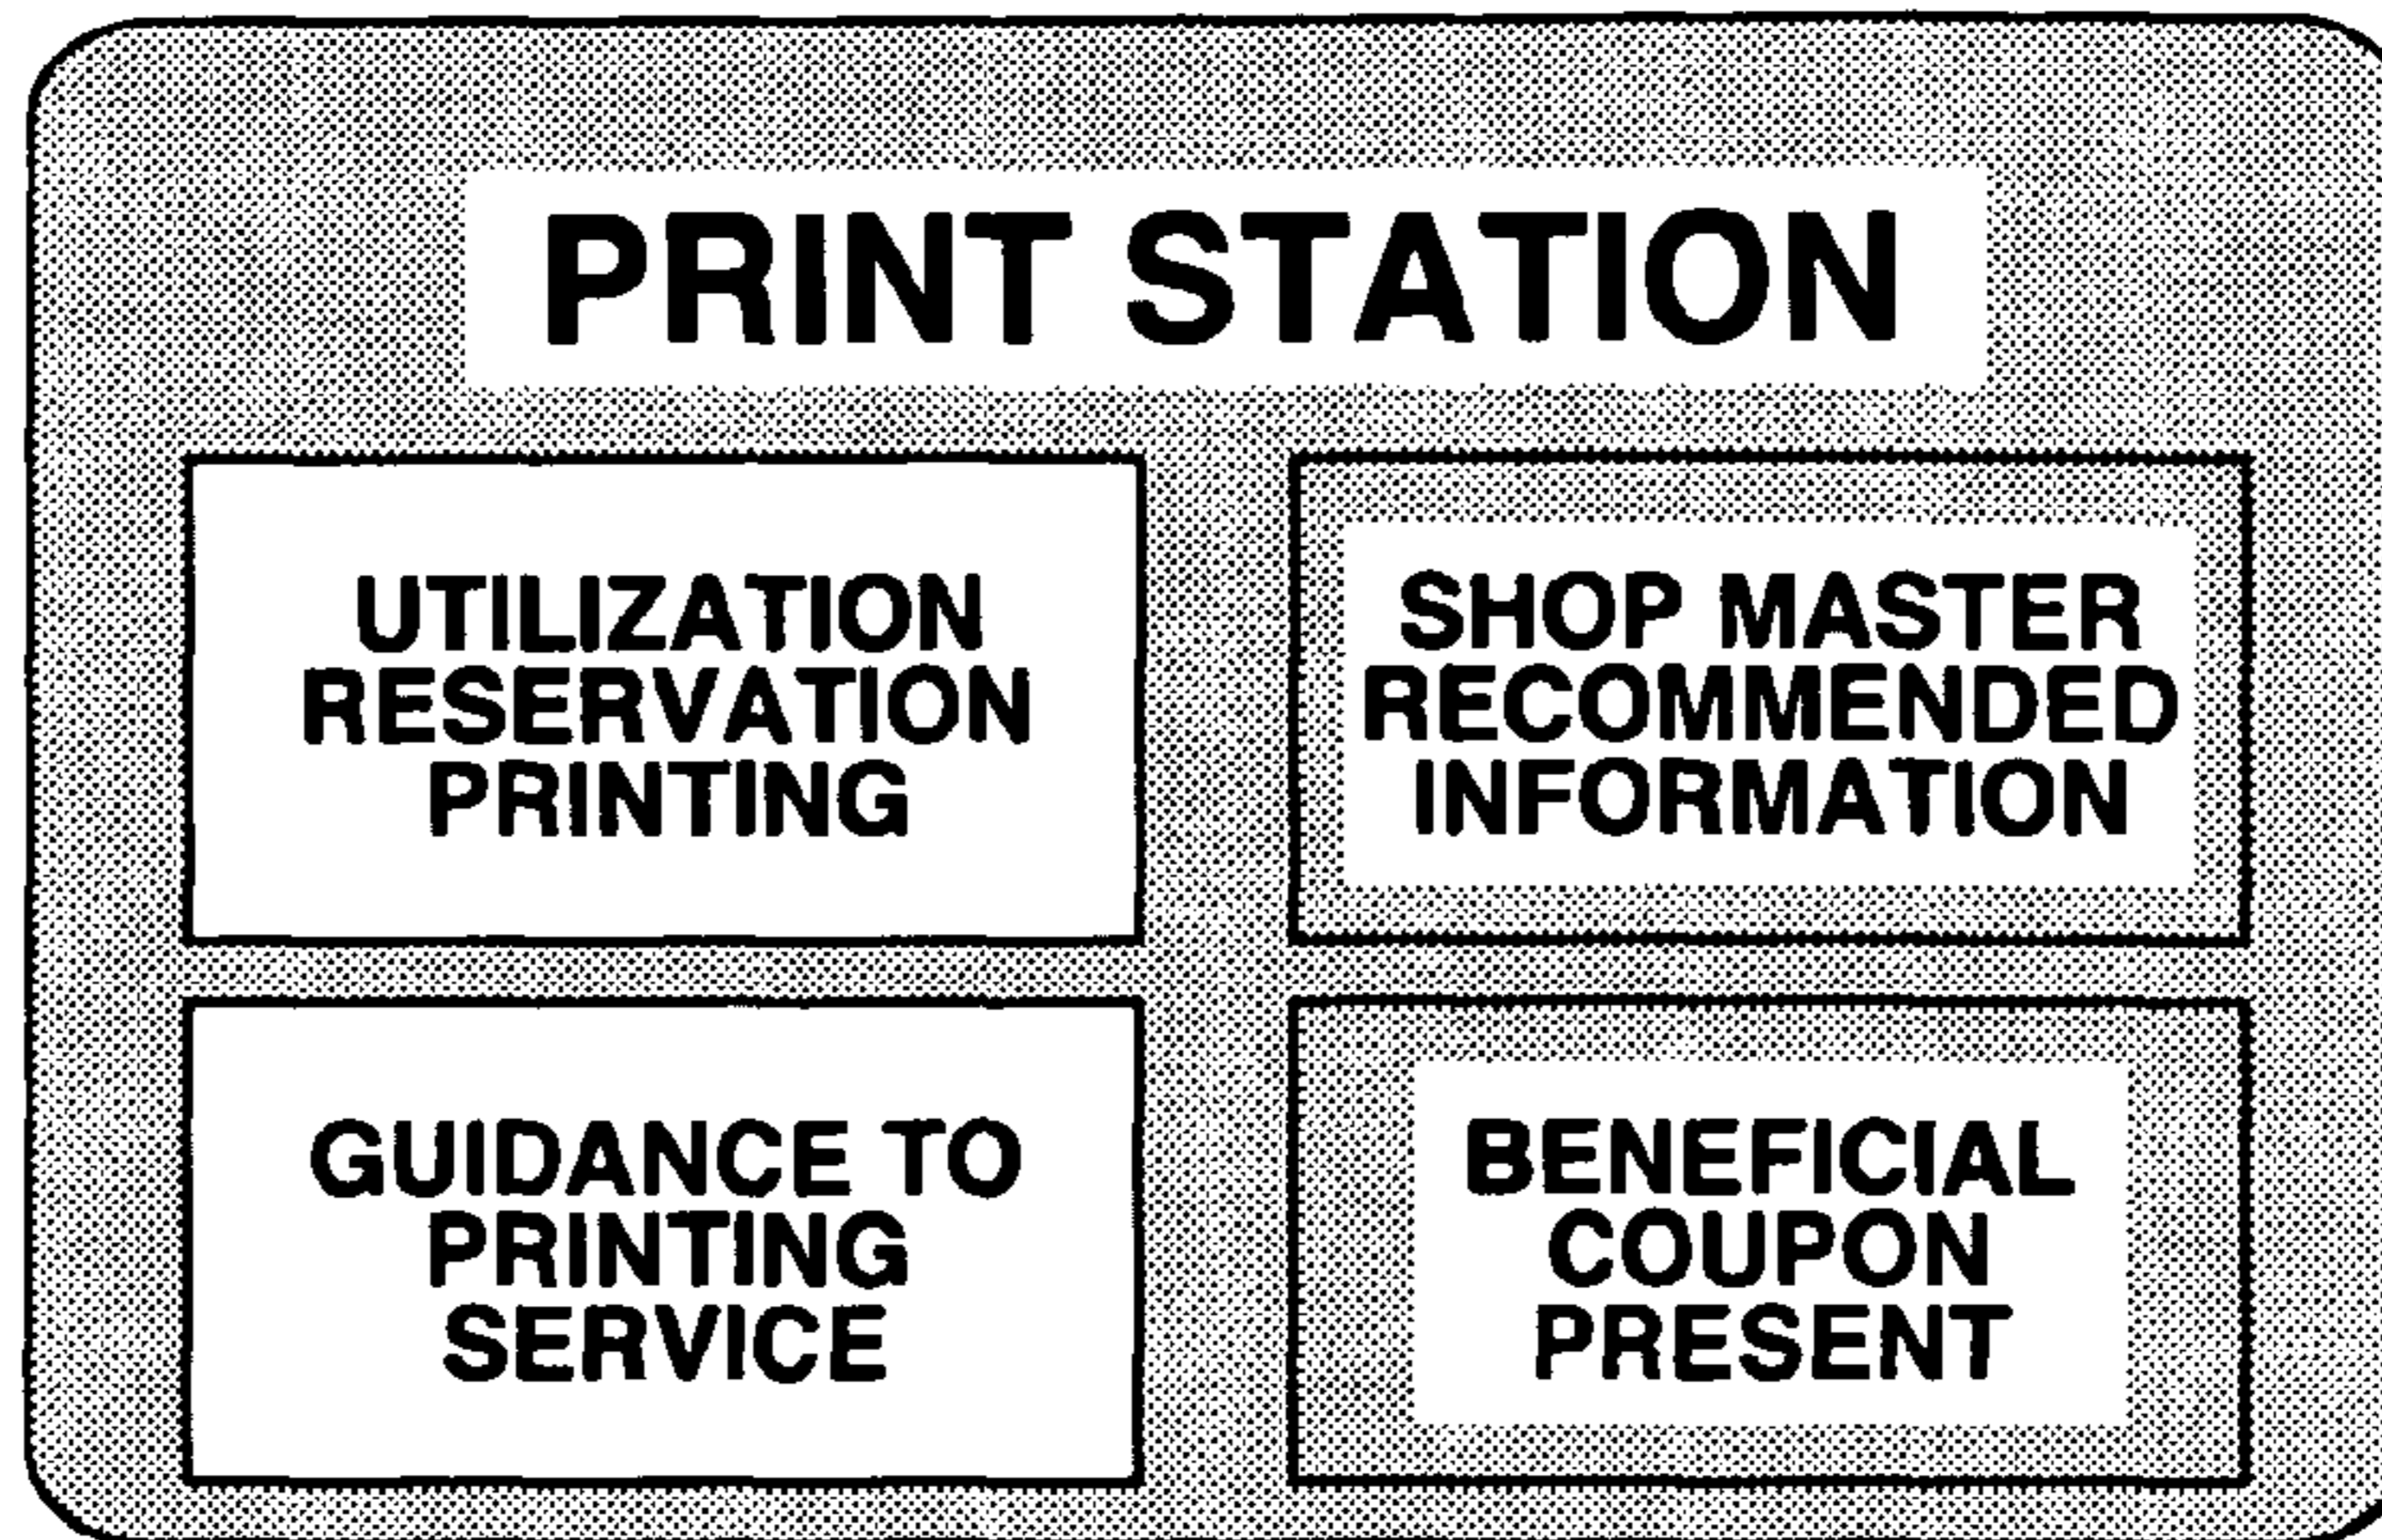 PRINT STATION
UTILIZATION
RESERVATION
PRINTING
SHOP MASTER
RECOMMENDED
INFORMATION
GUIDANCE TO
PRINTING
SERVICE
BENEFICIAL
COUPON
PRESENT